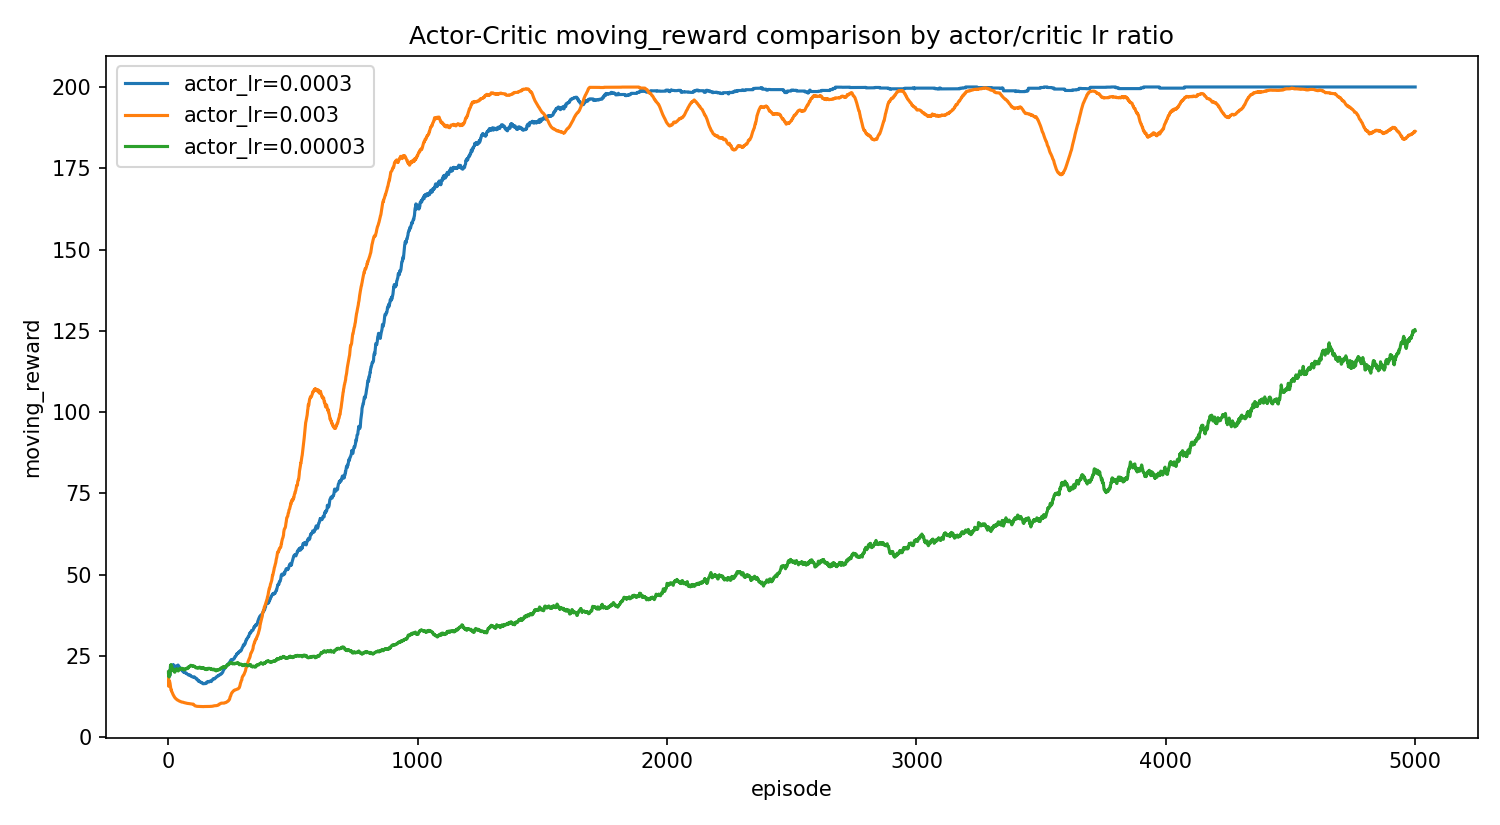 Actor-Critic moving_reward comparison by actor/critic lr ratio
actor_lr=0.0003
actor_lr=0.003
actor_lr=0.00003
moving_reward
200
175
150
125
100
75
50
25
0
0 1000 2000 3000 4000 5000
episode